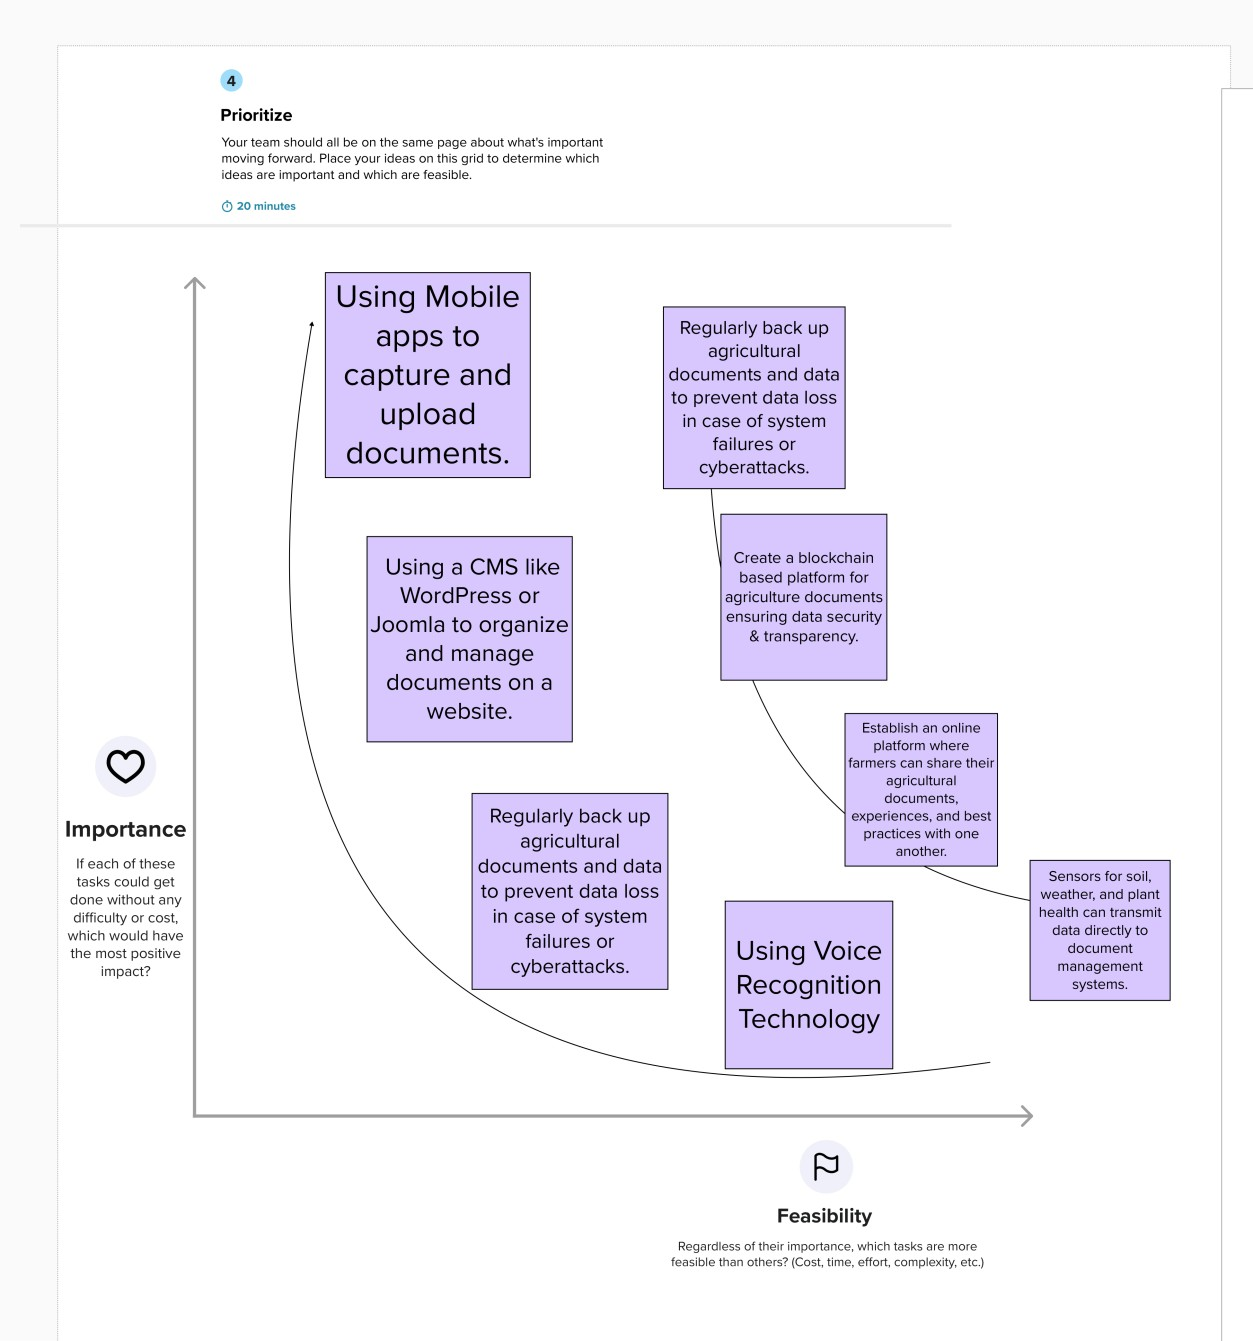 4
Prioritize
Your team should all be on the same page about what's important
moving forward. Place your ideas on this grid to determine which
ideas are important and which are feasible.
20 minutes
Using Mobile
apps to
capture and
upload
documents.
Regularly back up
agricultural
documents and data
to prevent data loss
in case of system
failures or
cyberattacks.
Using a CMS like
WordPress or
Joomla to organize
and manage
documents on a
website.
Create a blockchain
based platform for
agriculture documents
ensuring data security
& transparency.
Establish an online
platform where
farmers can share their
agricultural
documents,
experiences, and best
practices with one
another.
Importance
If each of these
tasks could get
done without any
difficulty or cost,
which would have
the most positive
impact?
Regularly back up
agricultural
documents and data
to prevent data loss
in case of system
failures or
cyberattacks.
Using Voice
Recognition
Technology
Sensors for soil,
weather, and plant
health can transmit
data directly to
document
management
systems.
Feasibility
Regardless of their importance, which tasks are more
feasible than others? (Cost, time, effort, complexity, etc.)